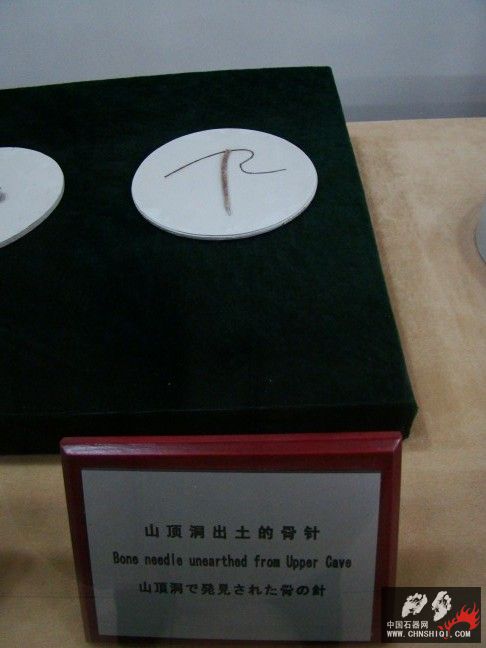 山顶洞出土的骨针
Bone needle unearthed from Upper Cave
山頂洞で発見された骨の針
中国石器网
WWW.CHNSHIQI.COM